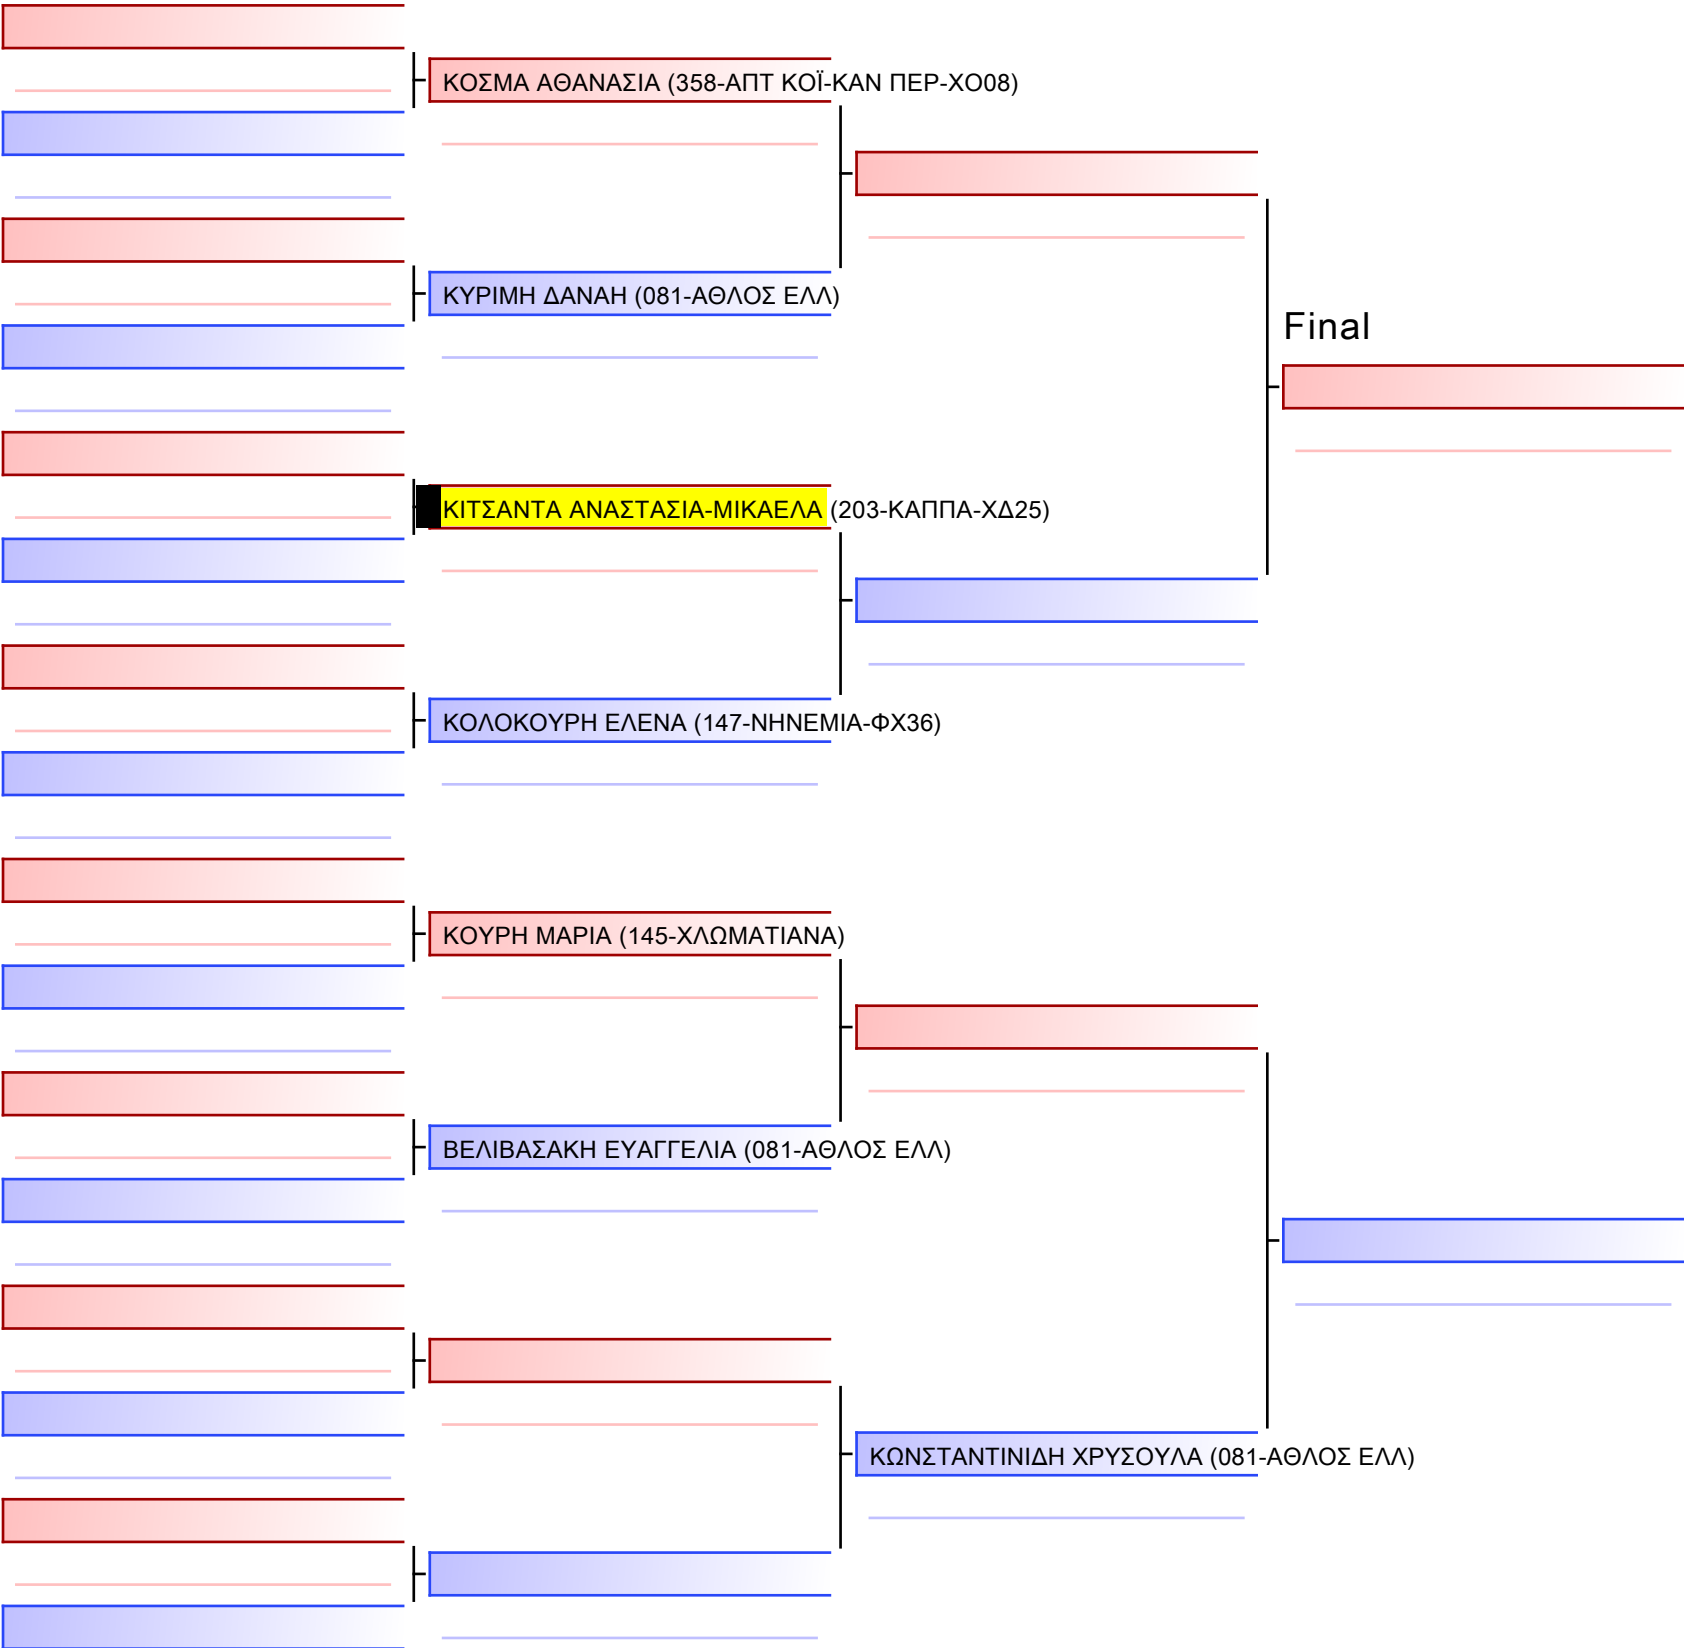 ΚΟΣΜΑ ΑΘΑΝΑΣΙΑ (358-ΑΠΤ ΚΟΪ-ΚΑΝ ΠΕΡ-ΧΟ08)
ΚΥΡΙΜΗ ΔΑΝΑΗ (081-ΑΘΛΟΣ ΕΛΛ)
Final
ΚΙΤΣΑΝΤΑ ΑΝΑΣΤΑΣΙΑ-ΜΙΚΑΕΛΑ (203-ΚΑΠΠΑ-ΧΔ25)
ΚΟΛΟΚΟΥΡΗ ΕΛΕΝΑ (147-ΝΗΝΕΜΙΑ-ΦΧ36)
ΚΟΥΡΗ ΜΑΡΙΑ (145-ΧΛΩΜΑΤΙΑΝΑ)
ΒΕΛΙΒΑΣΑΚΗ ΕΥΑΓΓΕΛΙΑ (081-ΑΘΛΟΣ ΕΛΛ)
ΚΩΝΣΤΑΝΤΙΝΙΔΗ ΧΡΥΣΟΥΛΑ (081-ΑΘΛΟΣ ΕΛΛ)